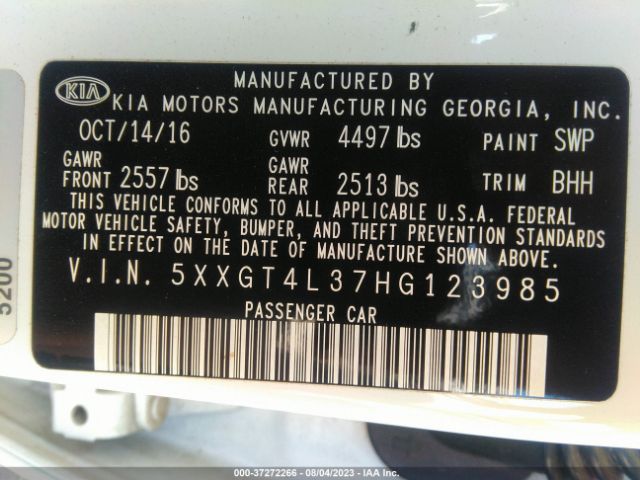 KIA
MANUFACTURED BY
KIA MOTORS MANUFACTURING GEORGIA, INC.
OCT/14/16 GVWR 4497 lbs PAINT SWP
GAWR FRONT 2557 lbs GAWR REAR 2513 lbs TRIM BHH
THIS VEHICLE CONFORMS TO ALL APPLICABLE U.S.A. FEDERAL
MOTOR VEHICLE SAFETY, BUMPER, AND THEFT PREVENTION STANDARDS
IN EFFECT ON THE DATE OF MANUFACTURE SHOWN ABOVE.
V.I.N. 5XXGT4L37HG123985
PASSENGER CAR
5200
000-37272266 - 08/04/2023 - IAA Inc.